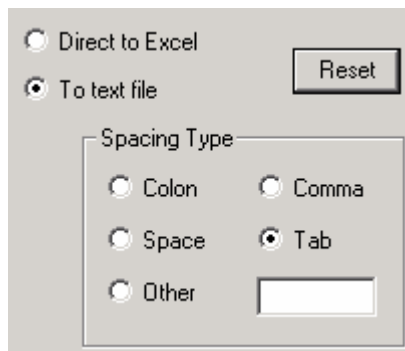 Direct to Excel
Reset
To text file
Spacing Type
Colon
Comma
Space
Tab
Other